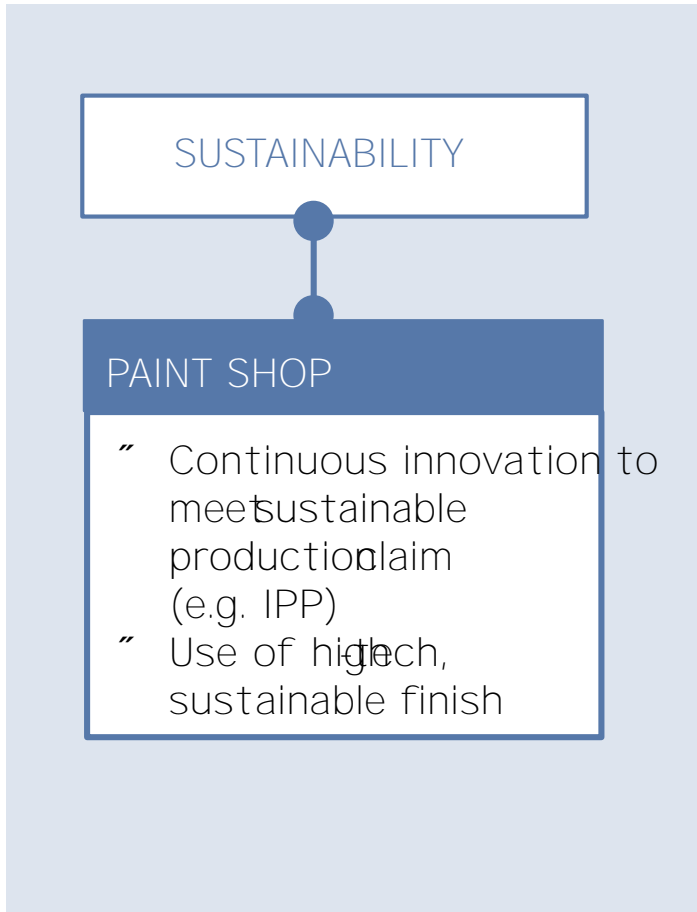 SUSTAINABILITY
PAINT SHOP
˝ Continuous innovation to
meet sustainable
production claim
(e.g. IPP)
˝ Use of high-tech,
sustainable finish